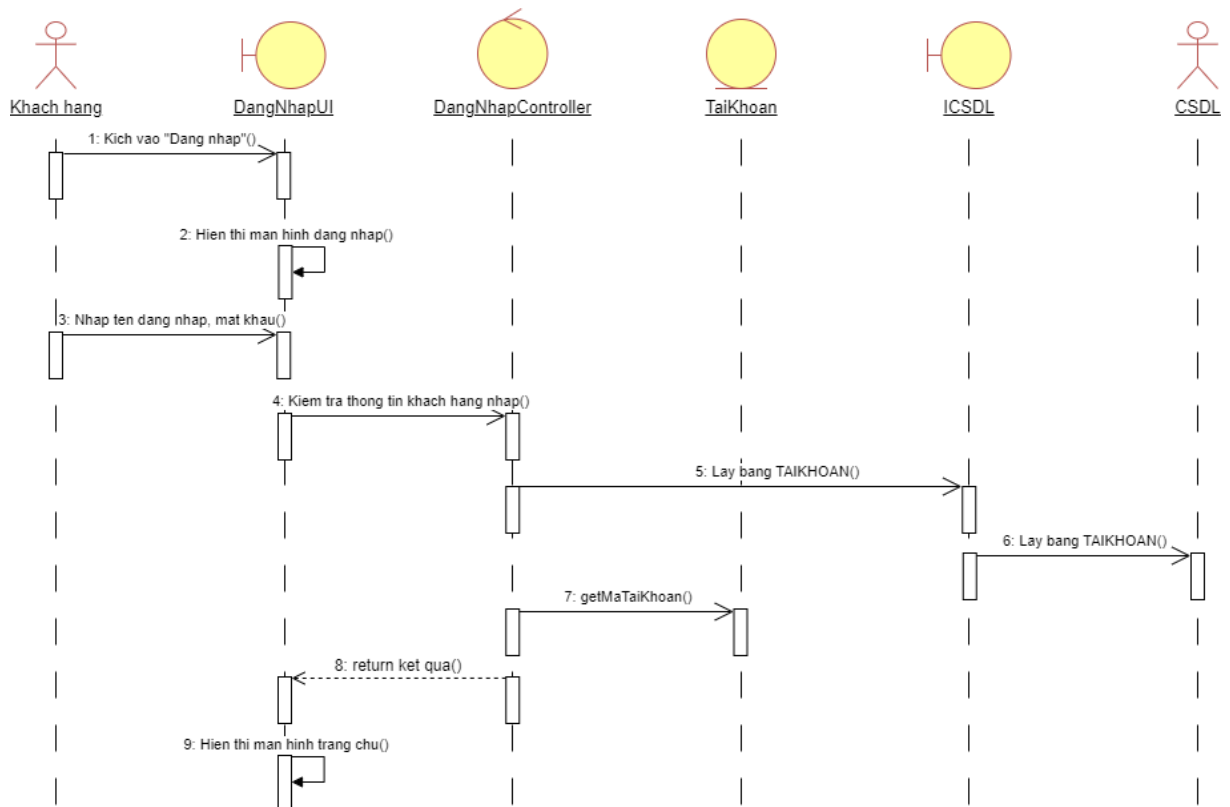 Khach hang
DangNhapUI
DangNhapController
TaiKhoan
ICSDL
CSDL
1: Kich vao "Dang nhap"()
2: Hien thi man hinh dang nhap()
3: Nhap ten dang nhap, mat khau()
4: Kiem tra thong tin khach hang nhap()
5: Lay bang TAIKHOAN()
6: Lay bang TAIKHOAN()
7: getMaTaiKhoan()
8: return ket qua()
9: Hien thi man hinh trang chu()